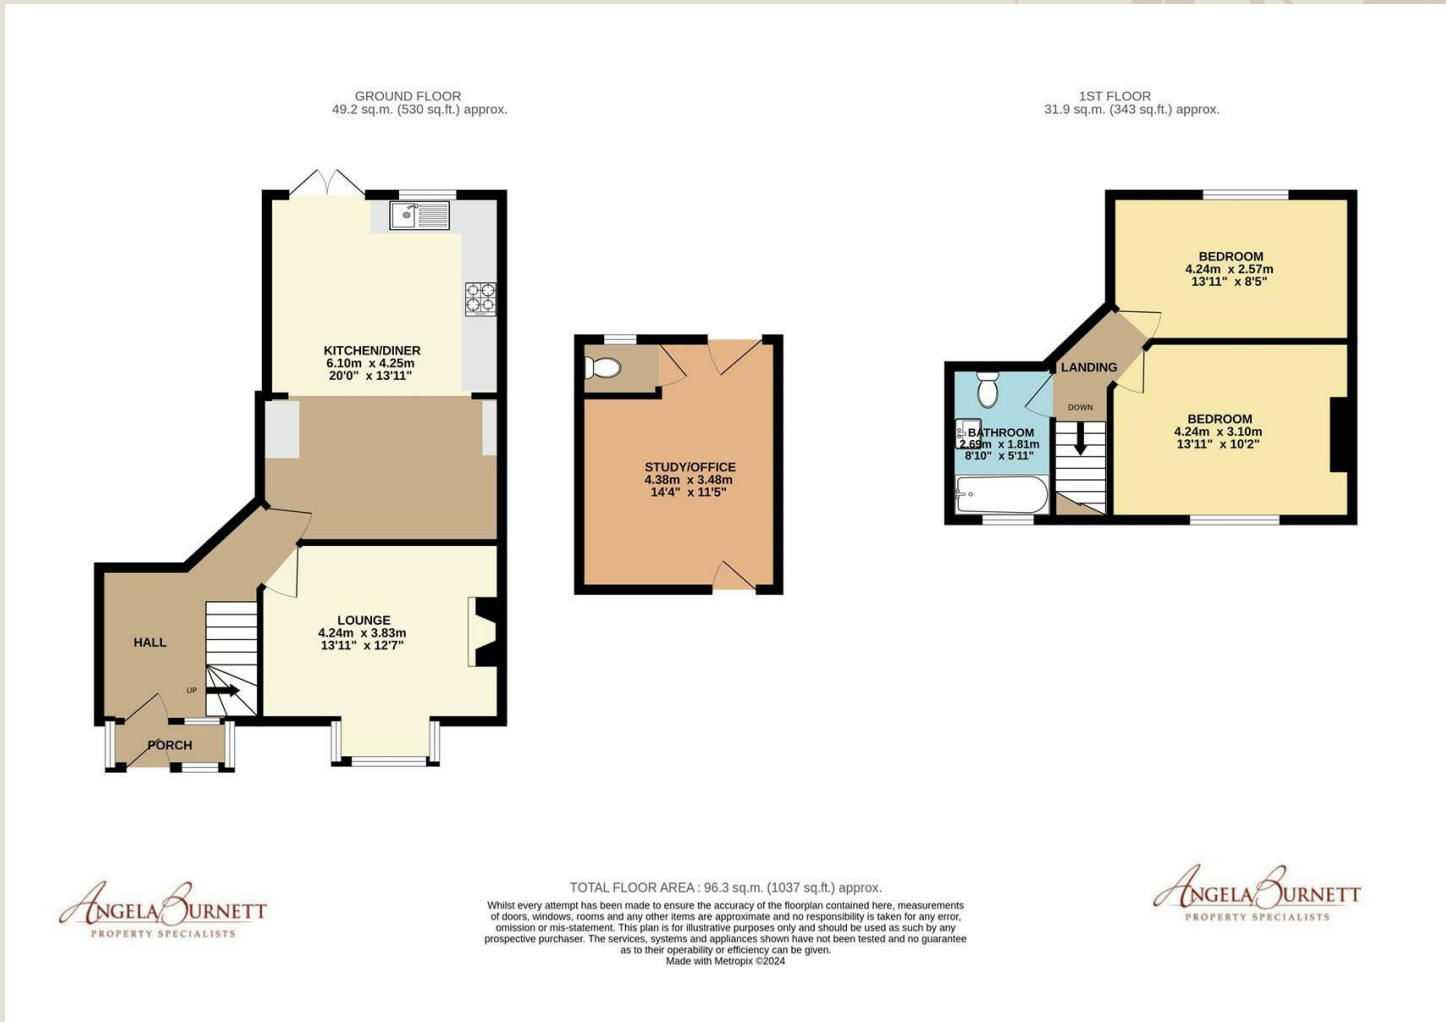 GROUND FLOOR
49.2 sq.m. (530 sq.ft.) approx.
1ST FLOOR
31.9 sq.m. (343 sq.ft.) approx.
KITCHEN/DINER
6.10m x 4.25m
20'0" x 13'11"
LOUNGE
4.24m x 3.83m
13'11" x 12'7"
HALL
UP
PORCH
STUDY/OFFICE
4.38m x 3.48m
14'4" x 11'5"
BEDROOM
4.24m x 2.57m
13'11" x 8'5"
LANDING
DOWN
BATHROOM
2.69m x 1.81m
8'10" x 5'11"
BEDROOM
4.24m x 3.10m
13'11" x 10'2"
ANGELA BURNETT
PROPERTY SPECIALISTS
TOTAL FLOOR AREA : 96.3 sq.m. (1037 sq.ft.) approx.
Whilst every attempt has been made to ensure the accuracy of the floorplan contained here, measurements
of doors, windows, rooms and any other items are approximate and no responsibility is taken for any error,
omission or mis-statement. This plan is for illustrative purposes only and should be used as such by any
prospective purchaser. The services, systems and appliances shown have not been tested and no guarantee
as to their operability or efficiency can be given.
Made with Metropix ©2024
ANGELA BURNETT
PROPERTY SPECIALISTS